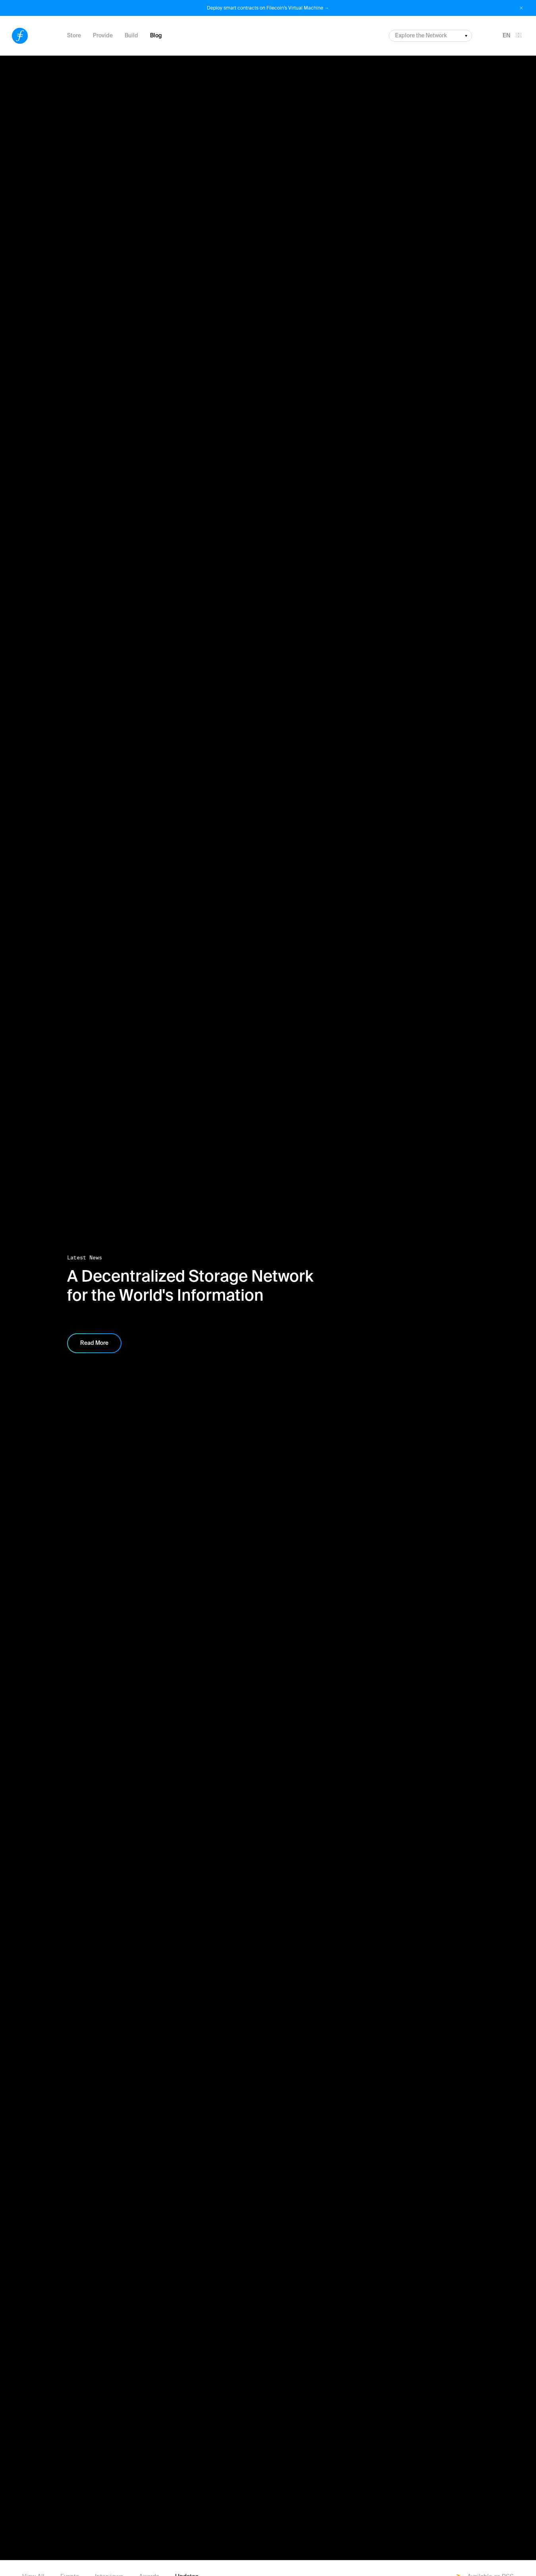 Deploy smart contracts on Filecoin's Virtual Machine
Store
Provide
Build
Blog
Explore the Network
EN
Latest News
A Decentralized Storage Network
for the World's Information
Read More
View All
Events
Interviews
Awards
Updates
Available as RSS